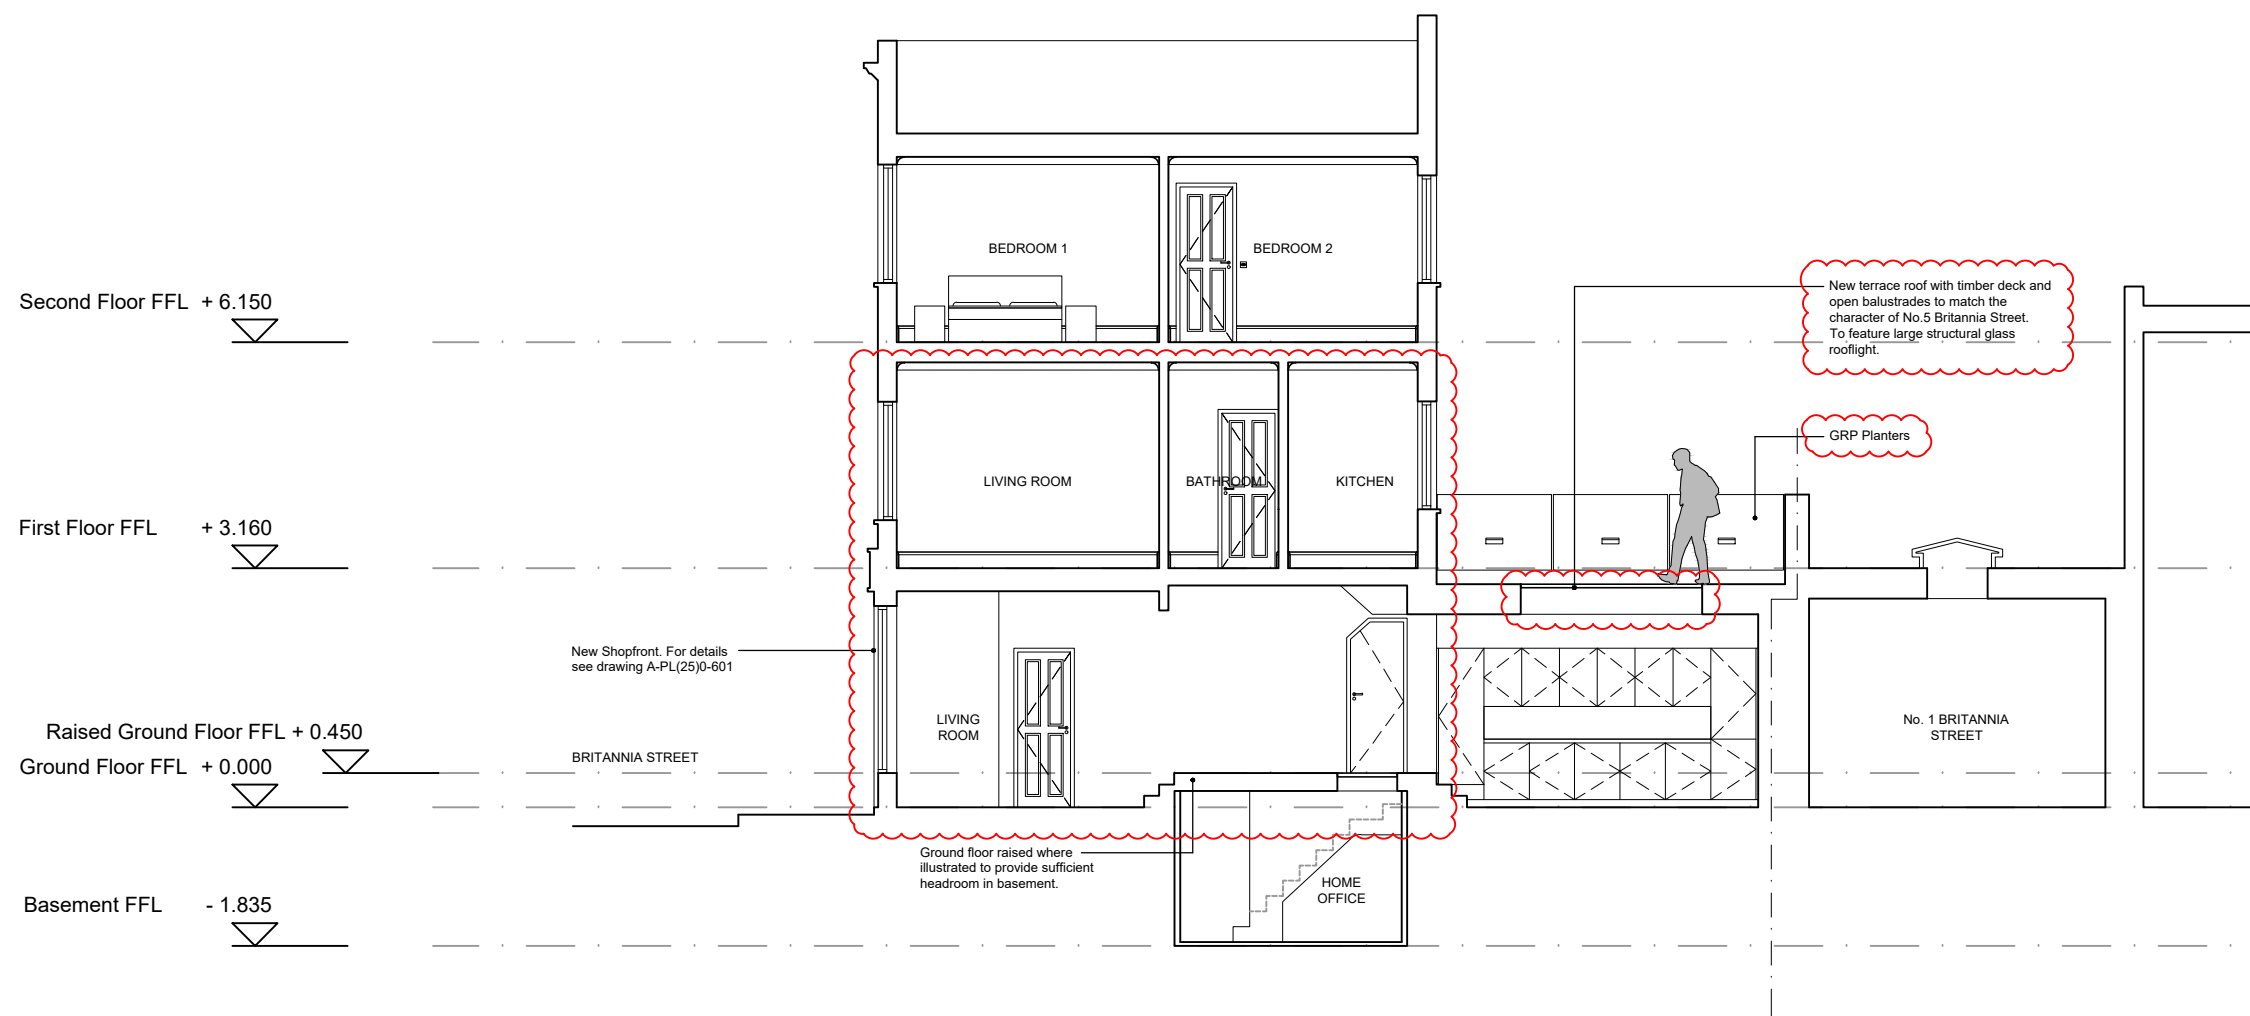 BEDROOM 1
BEDROOM 2
Second Floor FFL + 6.150
New terrace roof with timber deck and
open balustrades to match the
character of No.5 Britannia Street.
To feature large structural glass
rooflight.
GRP Planters
LIVING ROOM
BATHROOM
KITCHEN
First Floor FFL + 3.160
New Shopfront. For details
see drawing A-PL(25)0-601
LIVING
ROOM
No. 1 BRITANNIA
STREET
Raised Ground Floor FFL + 0.450
BRITANNIA STREET
Ground Floor FFL + 0.000
Ground floor raised where
illustrated to provide sufficient
headroom in basement.
HOME
OFFICE
Basement FFL - 1.835